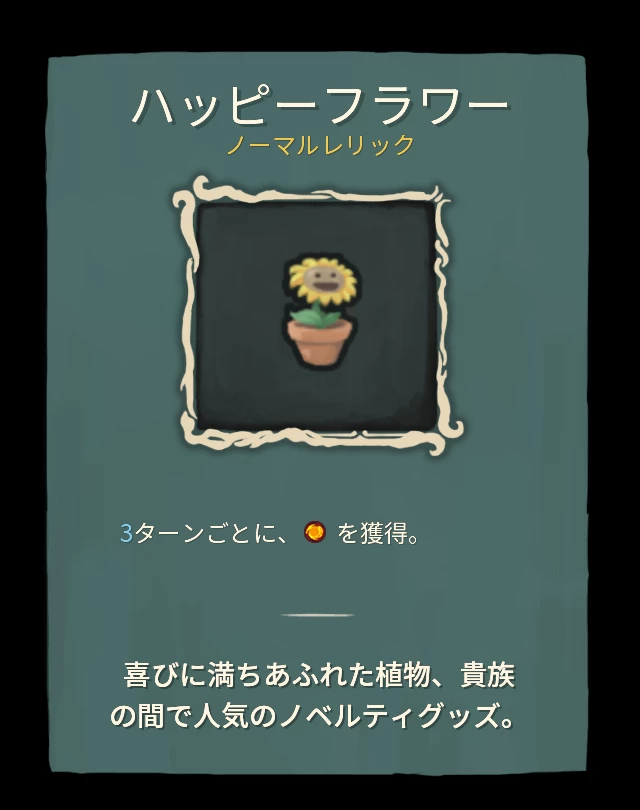 ハッピーフラワー
ノーマルレリック
3ターンごとに、 を獲得。
喜びに満ちあふれた植物、貴族
の間で人気のノベルティグッズ。